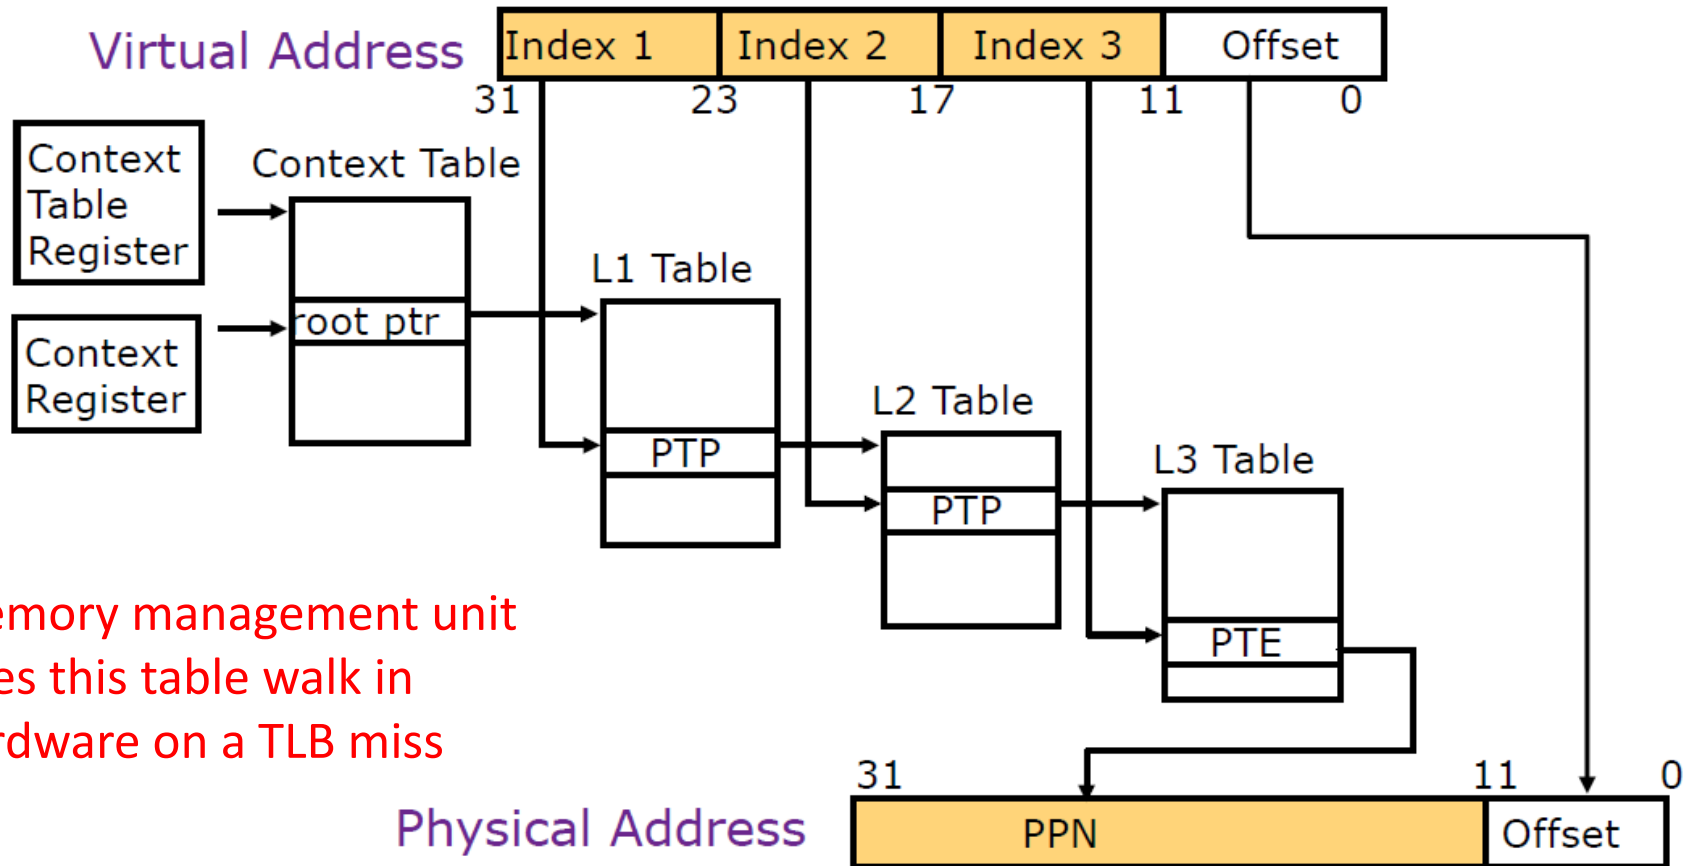 Virtual Address
Index 1 Index 2 Index 3 Offset
31 23 17 11 0
Context
Table
Register
Context Table
root ptr
Context
Register
L1 Table
PTP
L2 Table
PTP
L3 Table
PTE
emory management unit
es this table walk in
rdware on a TLB miss
31 11 0
Physical Address
PPN Offset